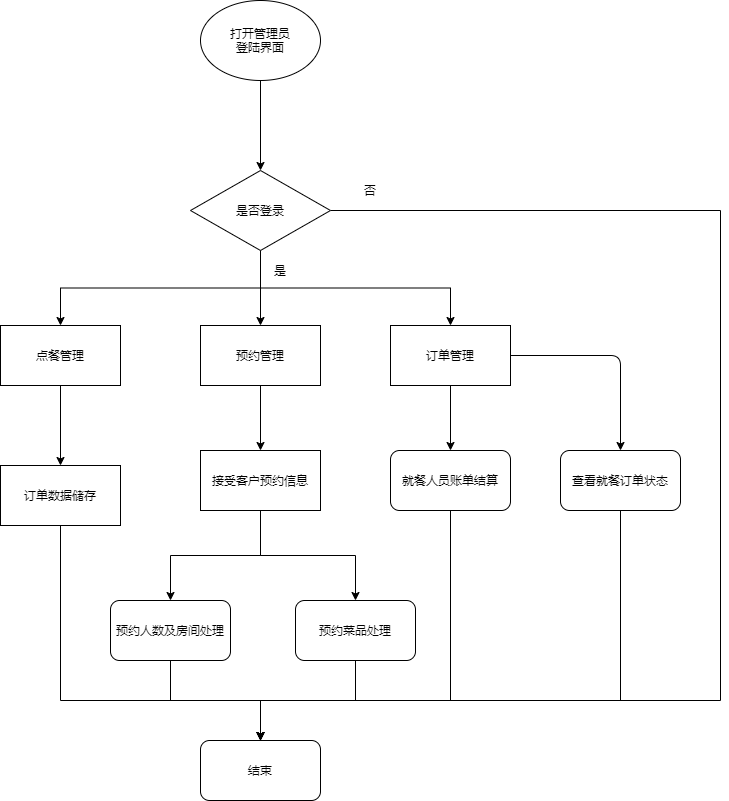 打开管理员
登陆界面
否
是否登录
是
点餐管理
预约管理
订单管理
订单数据储存
接受客户预约信息
就餐人员账单结算
查看就餐订单状态
预约人数及房间处理
预约菜品处理
结束